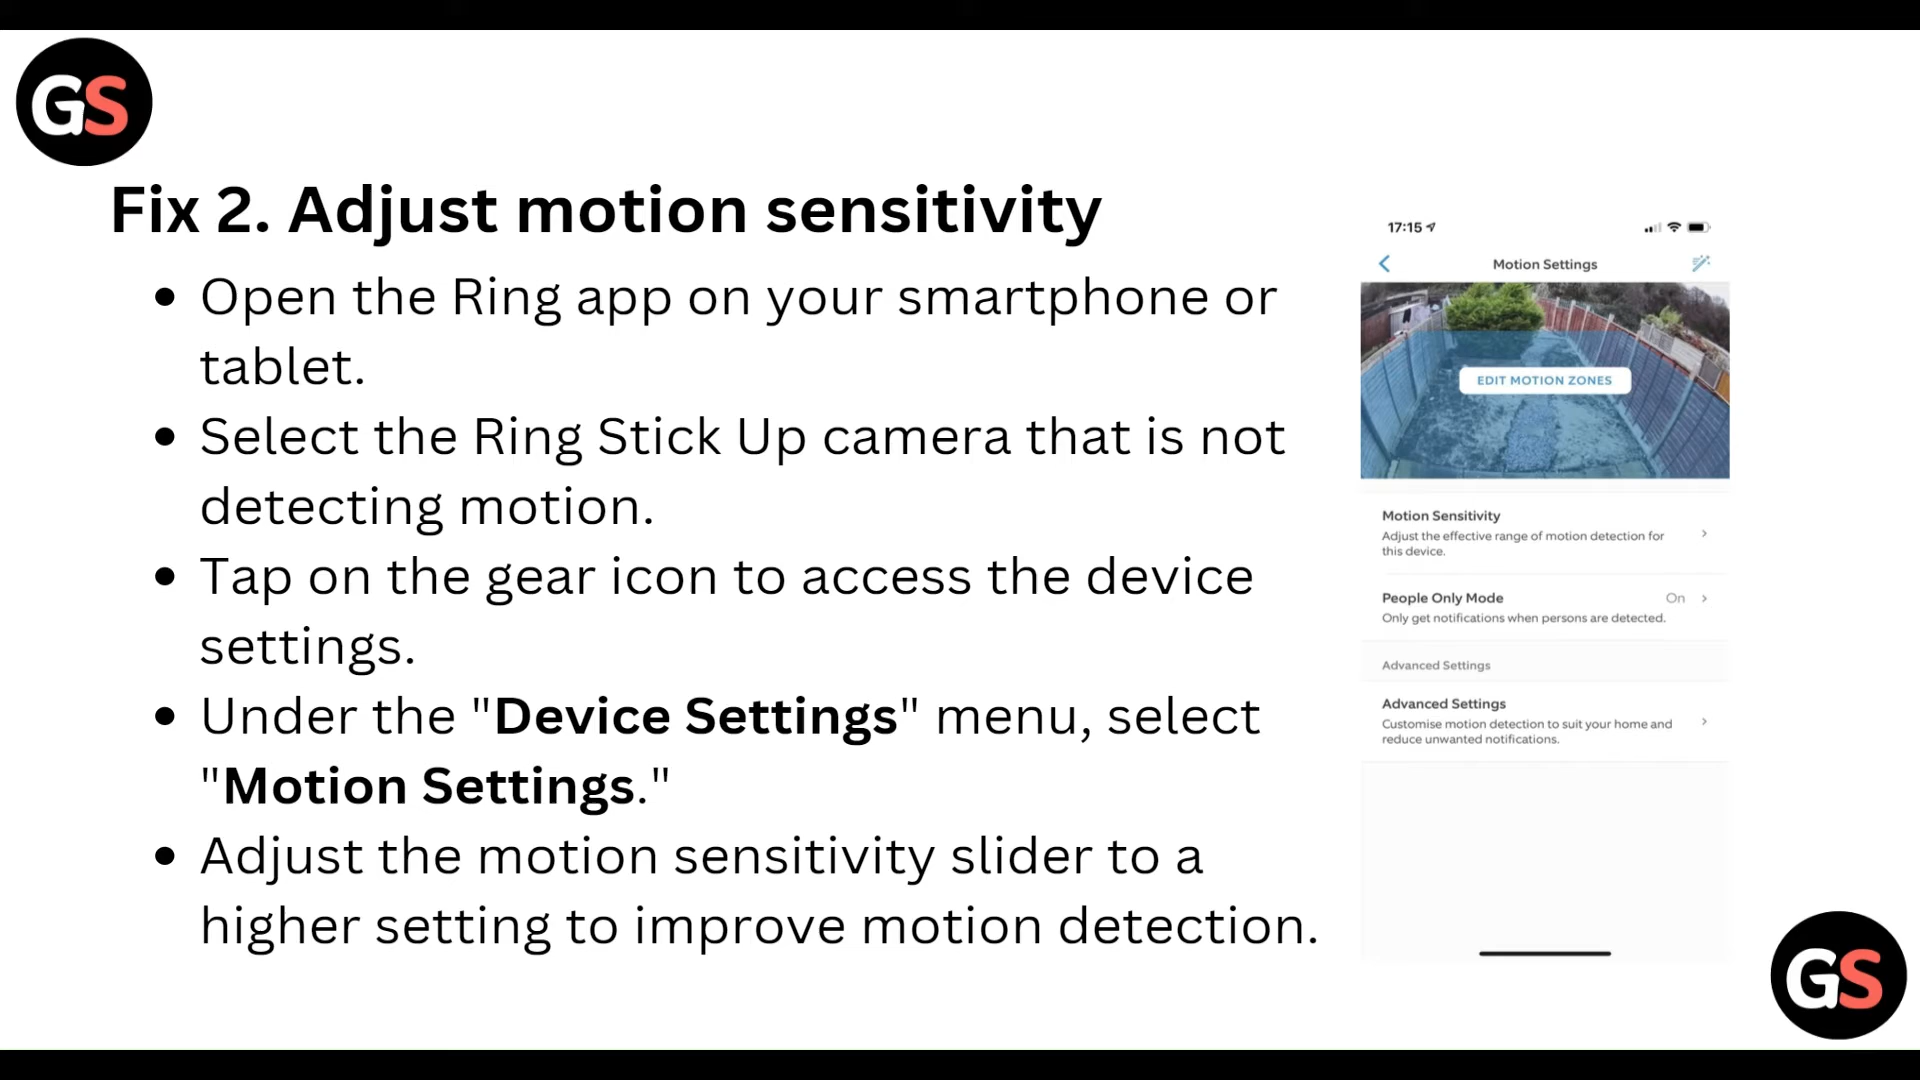 GS
Fix 2. Adjust motion sensitivity
• Open the Ring app on your smartphone or
tablet.
• Select the Ring Stick Up camera that is not
detecting motion.
• Tap on the gear icon to access the device
settings.
• Under the "Device Settings" menu, select
"Motion Settings."
• Adjust the motion sensitivity slider to a
higher setting to improve motion detection.
17:15
Motion Settings
EDIT MOTION ZONES
Motion Sensitivity
Adjust the effective range of motion detection for
this device.
People Only Mode On
Only get notifications when persons are detected.
Advanced Settings
Advanced Settings
Customise motion detection to suit your home and
reduce unwanted notifications.
GS